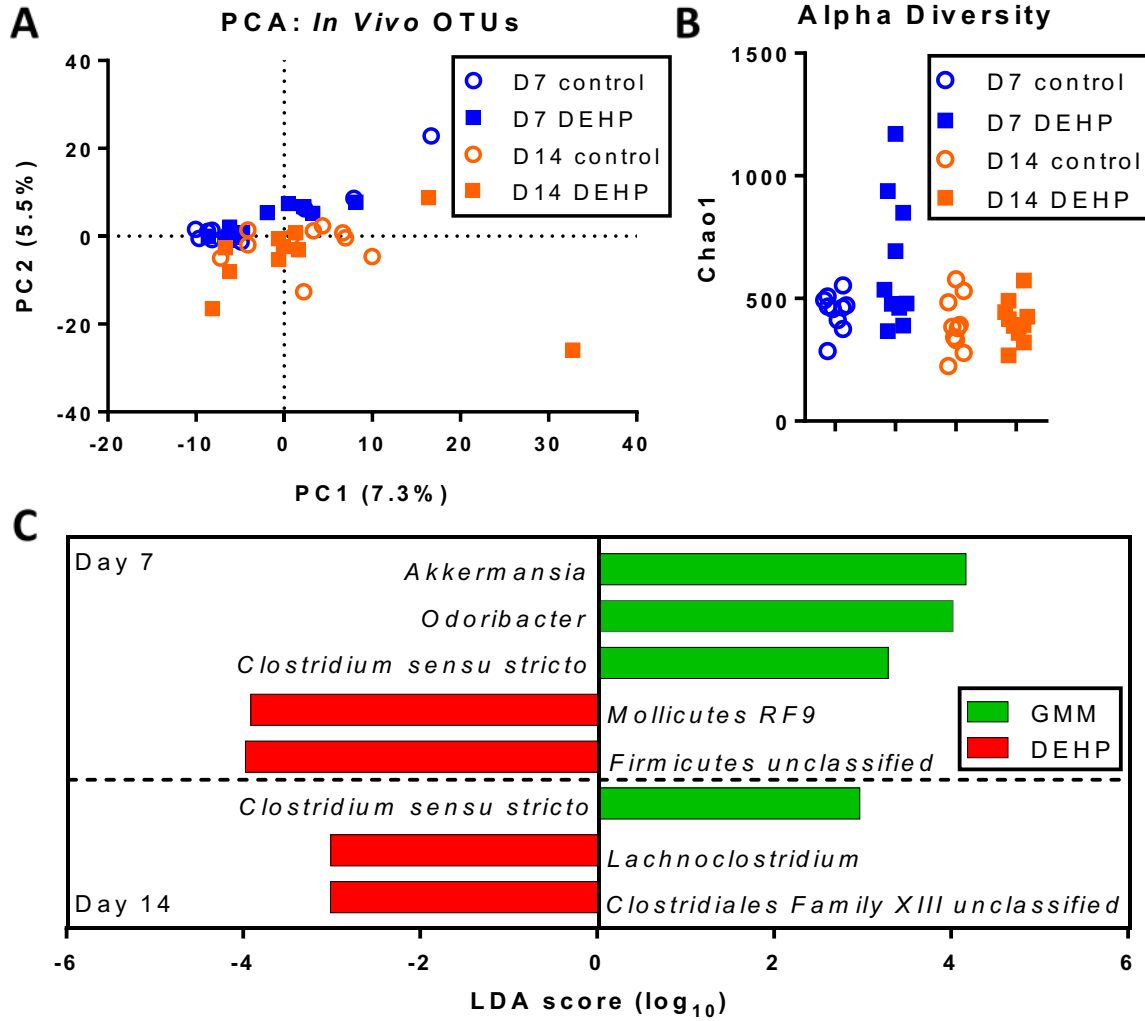 A
PCA: In Vivo OTUs
40
20
0
-20
-40
-20
-10
0
10
20
30
40
PC2 (5.5%)
PC1 (7.3%)
D7 control
D7 DEHP
D14 control
D14 DEHP
B
Alpha Diversity
1500
1000
500
0
Chao1
D7 control
D7 DEHP
D14 control
D14 DEHP
C
Day 7
Akkermansia
Odoribacter
Clostridium sensu stricto
Mollicutes RF9
Firmicutes unclassified
GMM
DEHP
Clostridium sensu stricto
Lachnoclostridium
Clostridiales Family XIII unclassified
Day 14
-6
-4
-2
0
2
4
6
LDA score (log10)